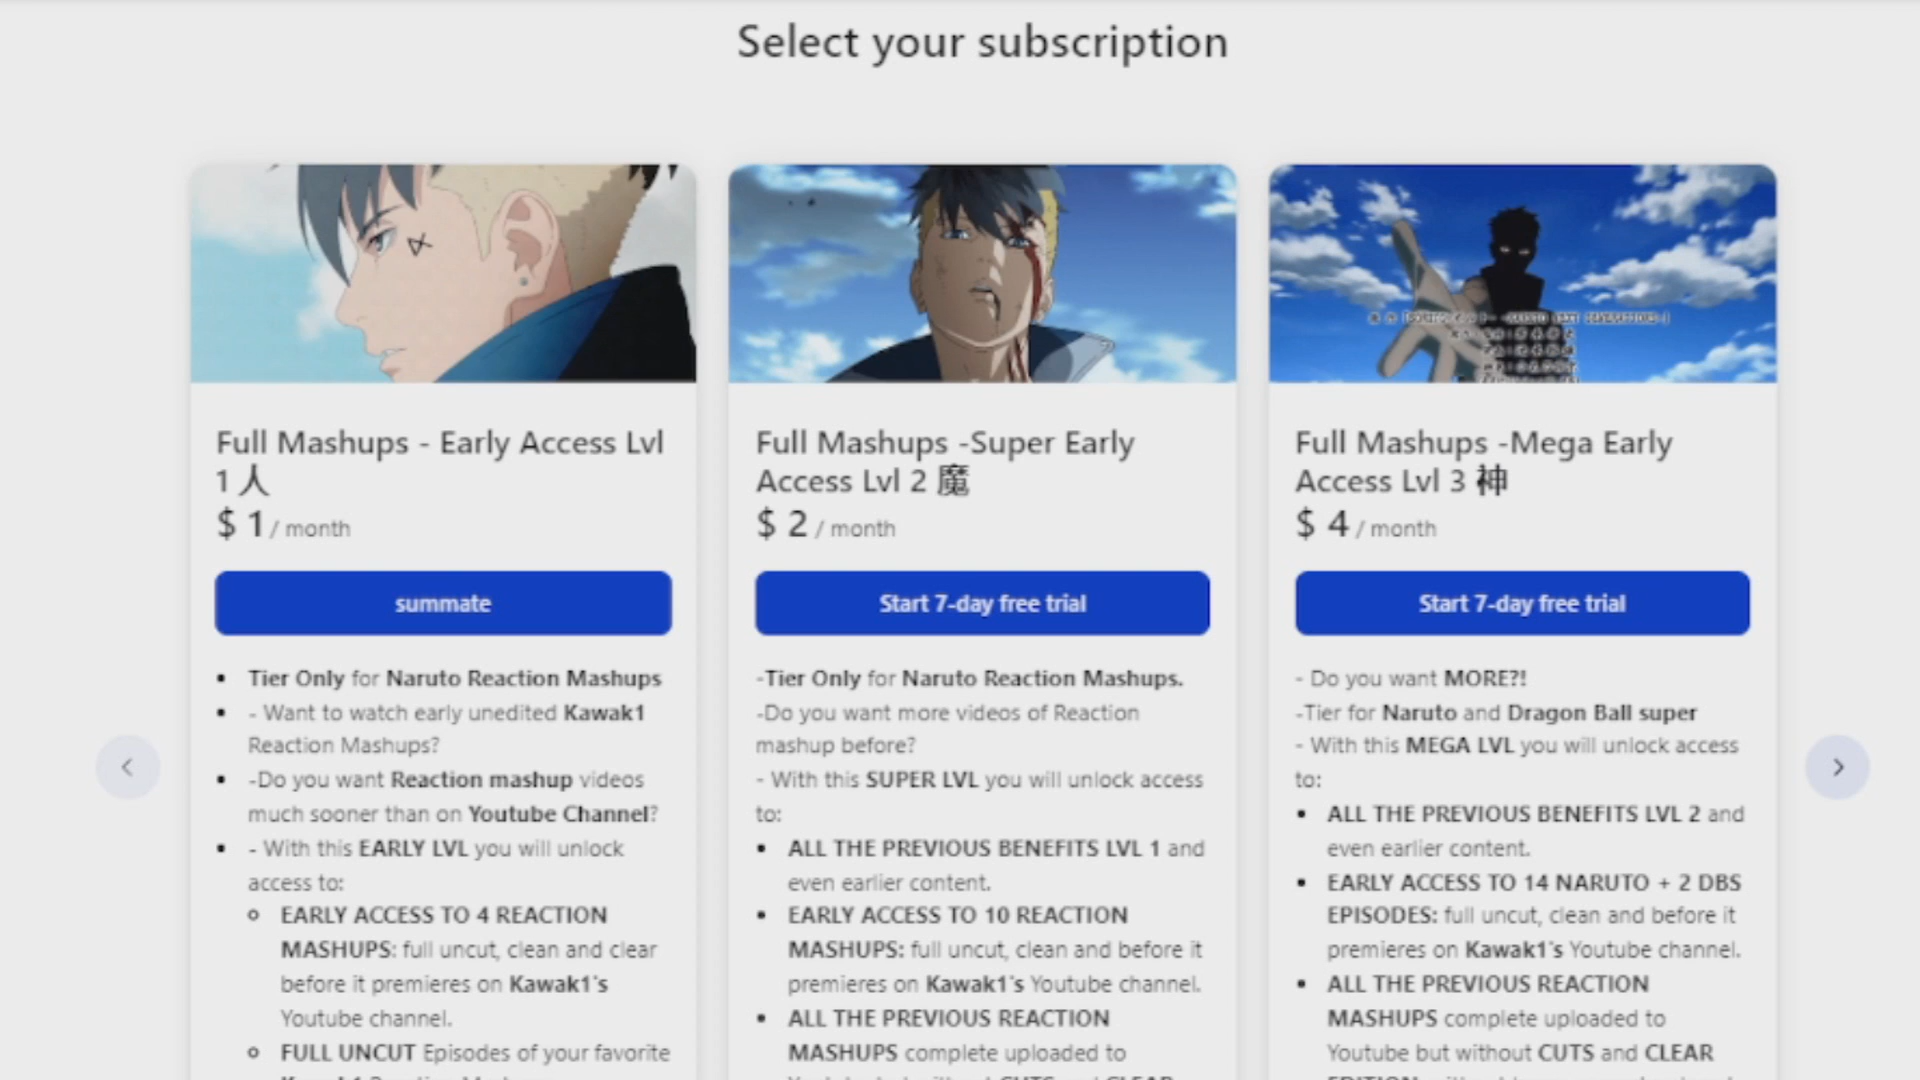 Select your subscription
Full Mashups - Early Access Lvl
1 人
$ 1 / month
summate
• Tier Only for Naruto Reaction Mashups
• - Want to watch early unedited Kawak1
Reaction Mashups?
• -Do you want Reaction mashup videos
much sooner than on Youtube Channel?
• - With this EARLY LVL you will unlock
access to:
EARLY ACCESS TO 4 REACTION
MASHUPS: full uncut, clean and clear
before it premieres on Kawak1's
Youtube channel.
FULL UNCUT Episodes of your favorite
Full Mashups -Super Early
Access Lvl 2 魔
$ 2 / month
Start 7-day free trial
-Tier Only for Naruto Reaction Mashups.
-Do you want more videos of Reaction
mashup before?
- With this SUPER LVL you will unlock access
to:
• ALL THE PREVIOUS BENEFITS LVL 1 and
even earlier content.
• EARLY ACCESS TO 10 REACTION
MASHUPS: full uncut, clean and before it
premieres on Kawak1's Youtube channel.
• ALL THE PREVIOUS REACTION
MASHUPS complete uploaded to
Full Mashups -Mega Early
Access Lvl 3 神
$ 4 / month
Start 7-day free trial
- Do you want MORE?!
-Tier for Naruto and Dragon Ball super
- With this MEGA LVL you will unlock access
to:
• ALL THE PREVIOUS BENEFITS LVL 2 and
even earlier content.
• EARLY ACCESS TO 14 NARUTO + 2 DBS
EPISODES: full uncut, clean and before it
premieres on Kawak1's Youtube channel.
• ALL THE PREVIOUS REACTION
MASHUPS complete uploaded to
Youtube but without CUTS and CLEAR